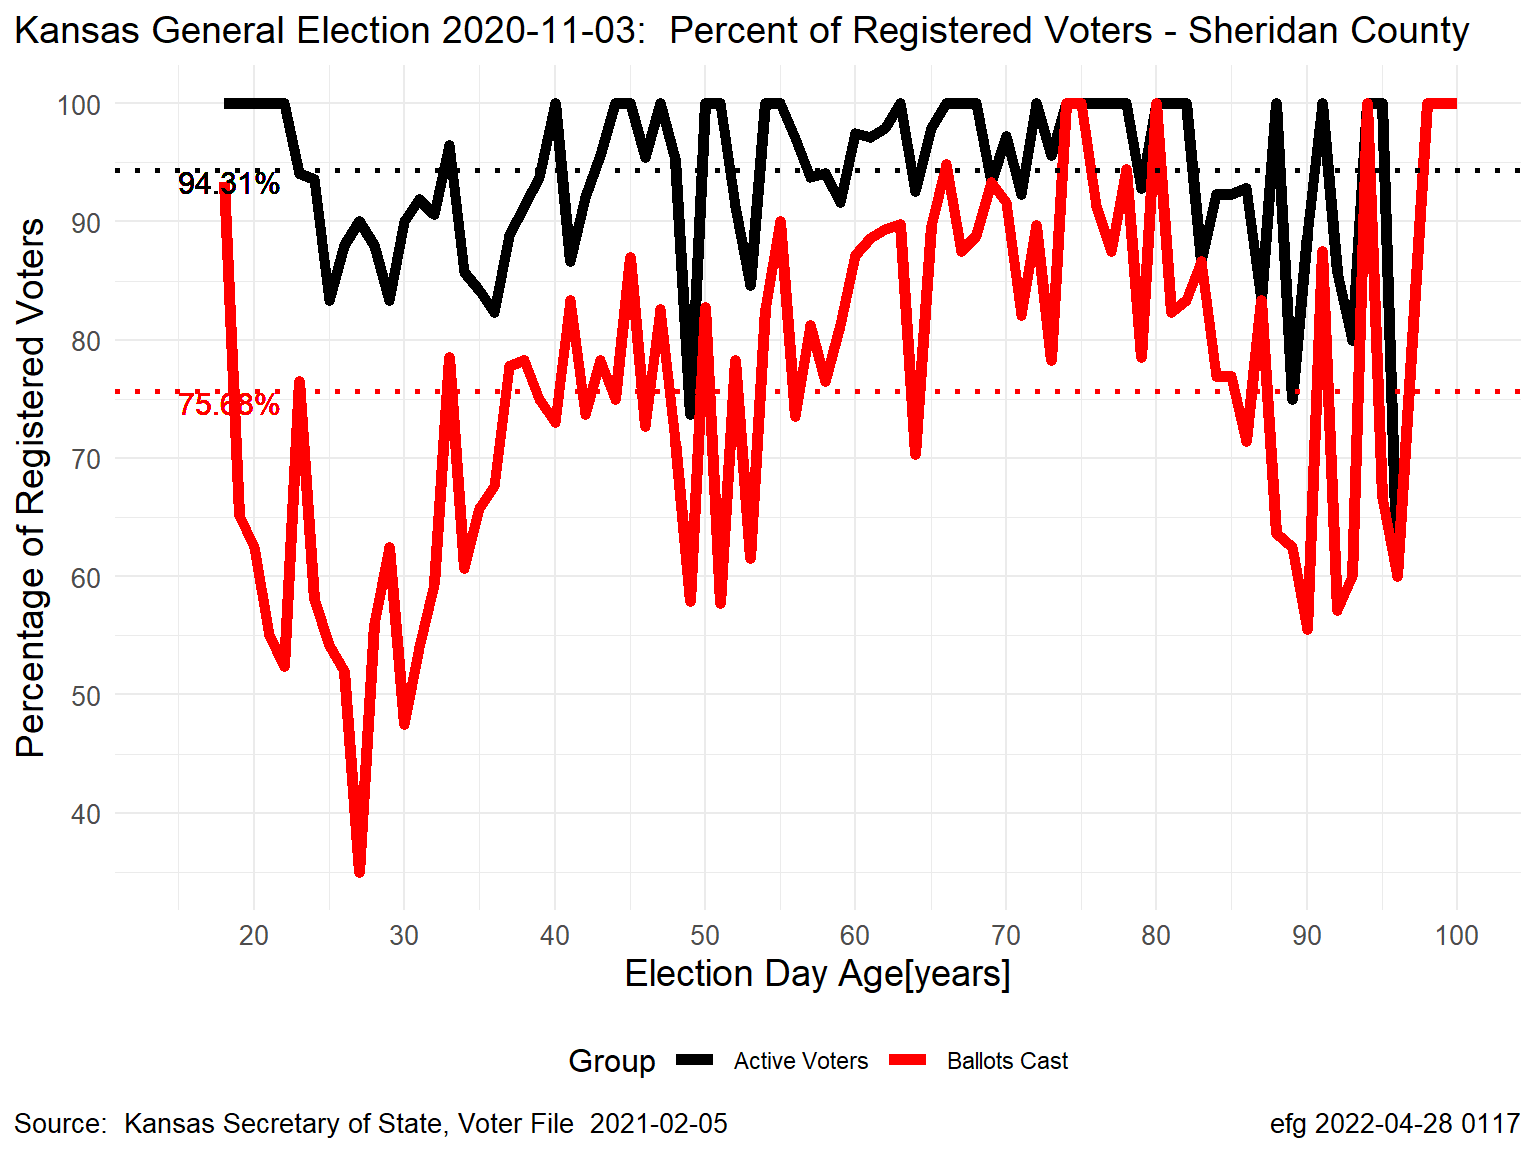 Kansas General Election 2020-11-03:  Percent of Registered Voters - Sheridan County
Percentage of Registered Voters
100
90
80
70
60
50
40
94.31%
75.68%
20 30 40 50 60 70 80 90 100
Election Day Age[years]
Group Active Voters Ballots Cast
Source:  Kansas Secretary of State, Voter File  2021-02-05
efg 2022-04-28 0117